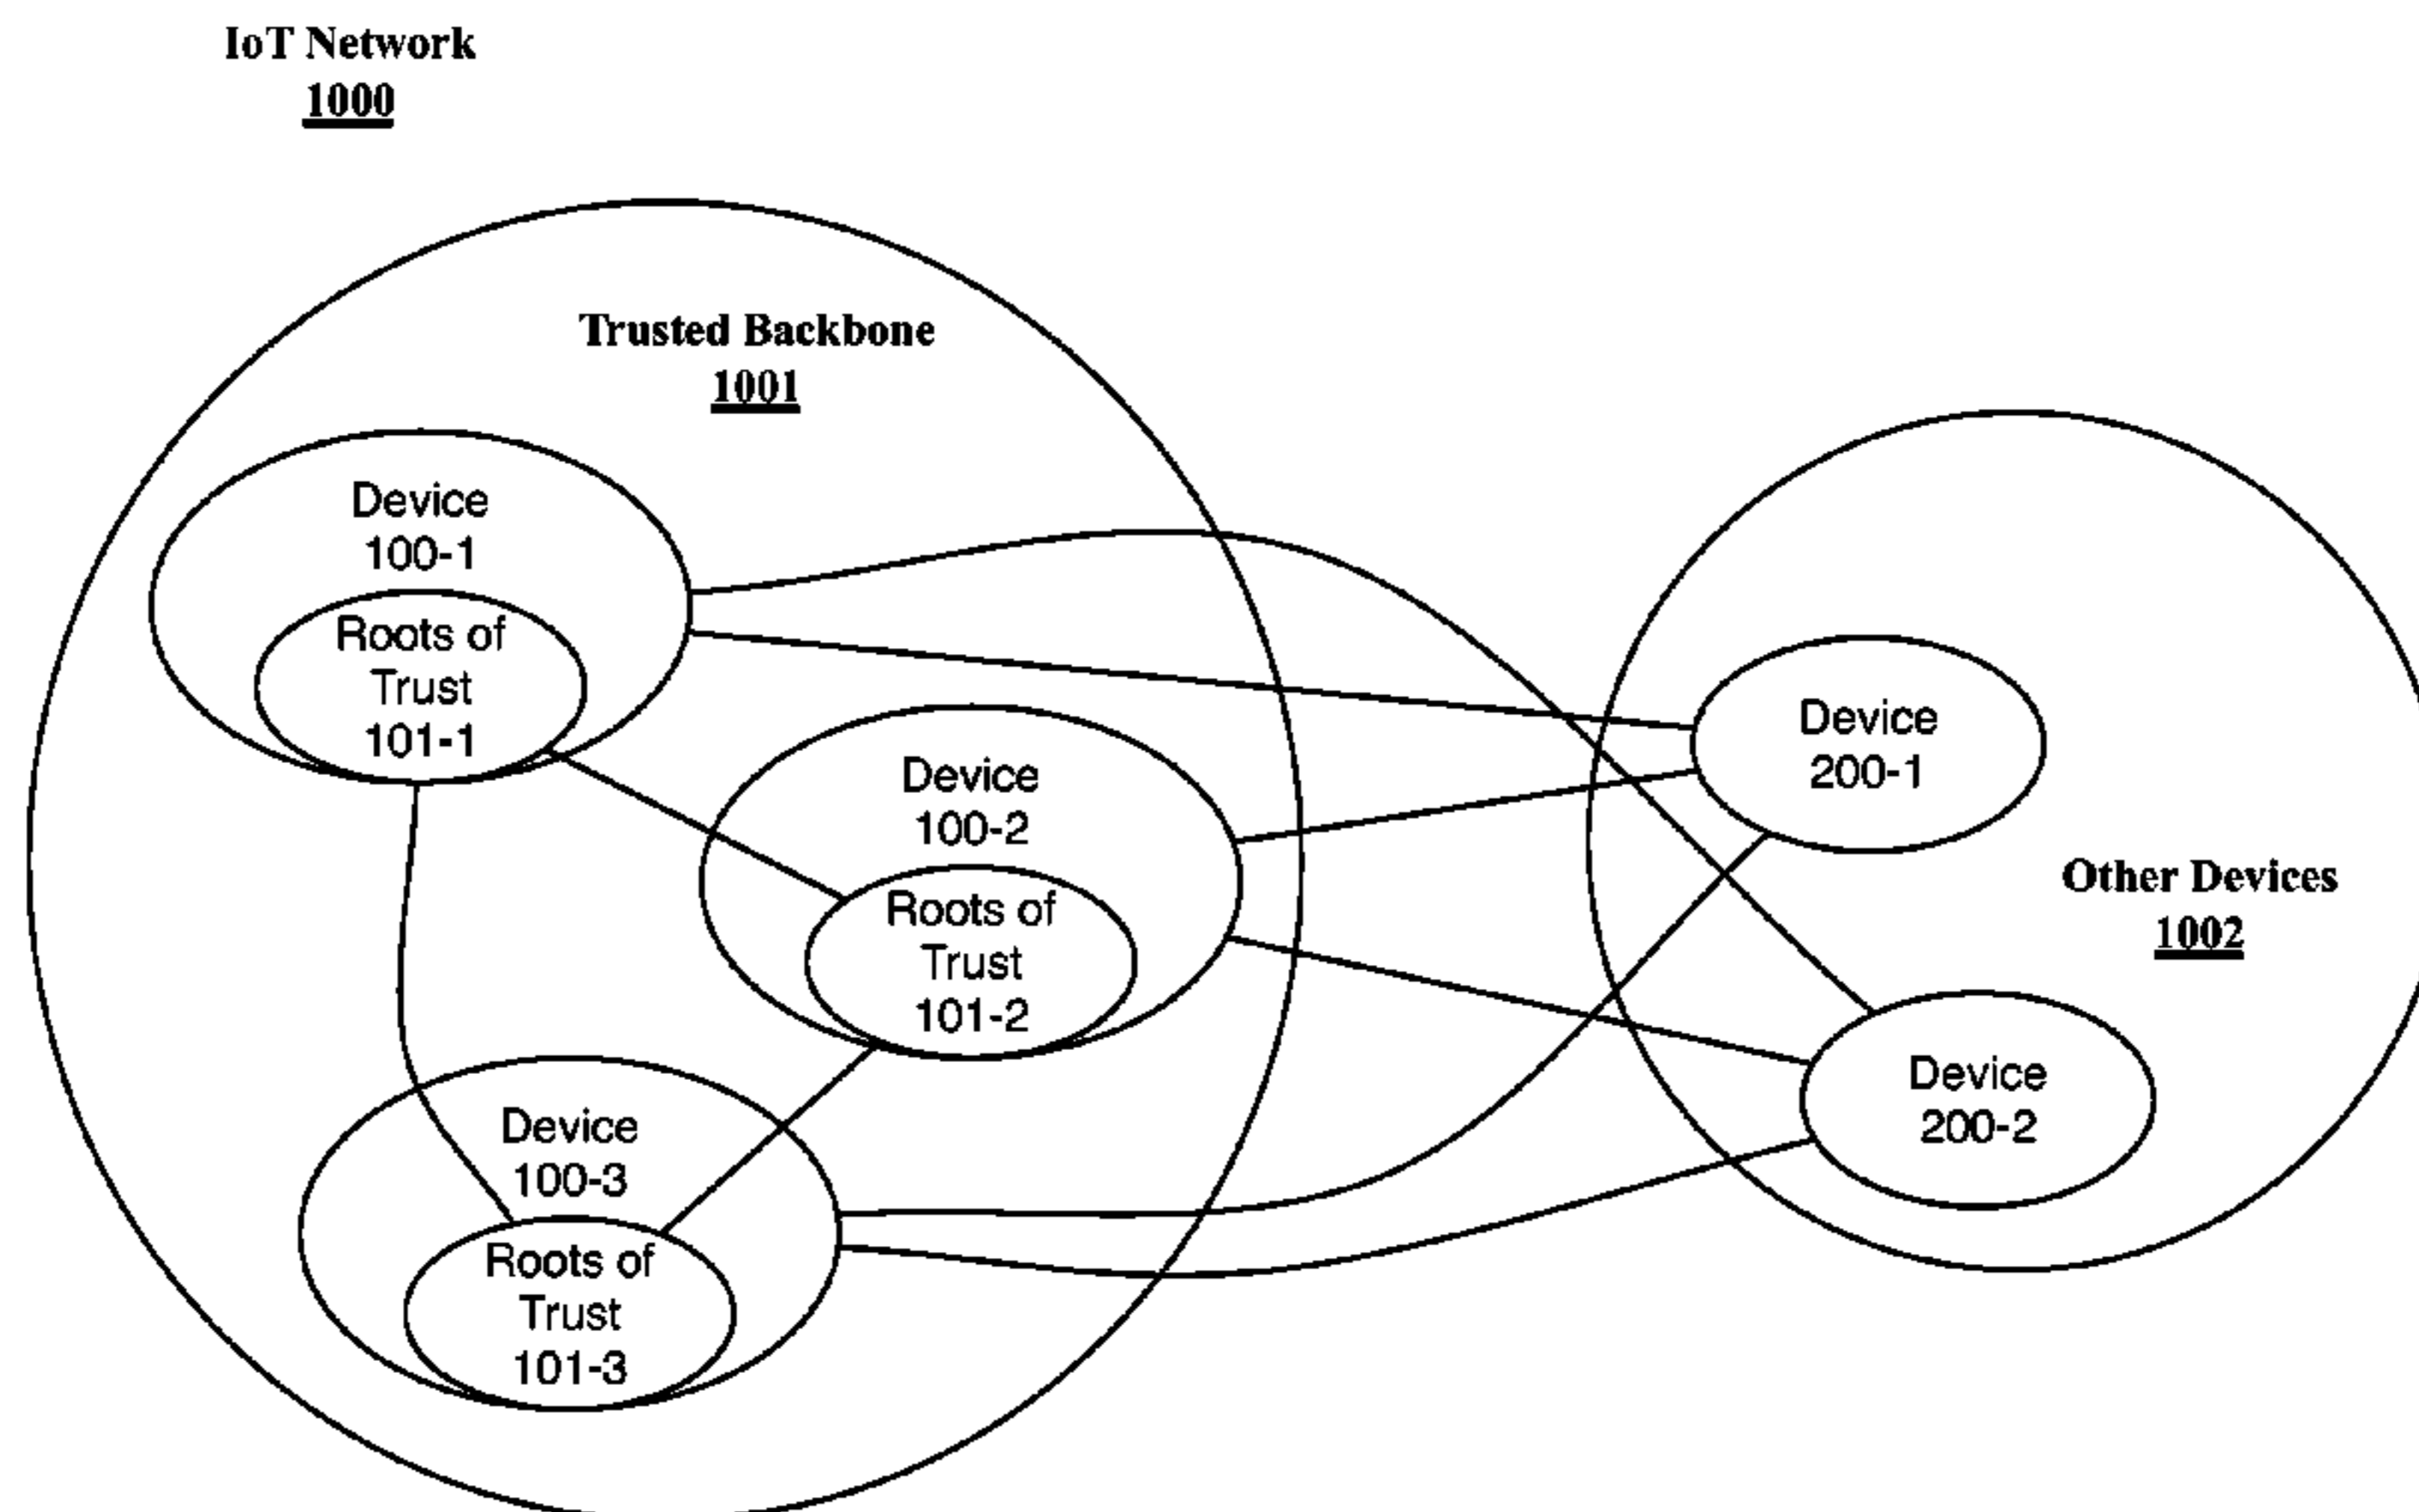 IoT Network
1000
Trusted Backbone
1001
Device
100-1
Roots of
Trust
101-1
Device
100-2
Roots of
Trust
101-2
Device
100-3
Roots of
Trust
101-3
Device
200-1
Other Devices
1002
Device
200-2